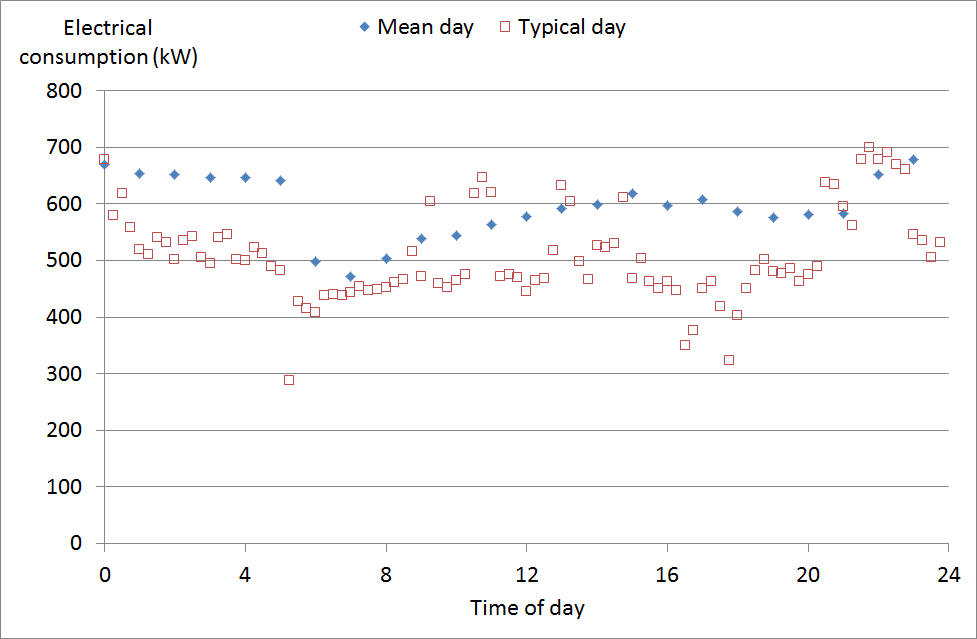 Electrical
consumption (kW)
Mean day
Typical day
800
700
600
500
400
300
200
100
0
0 4 8 12 16 20 24
Time of day